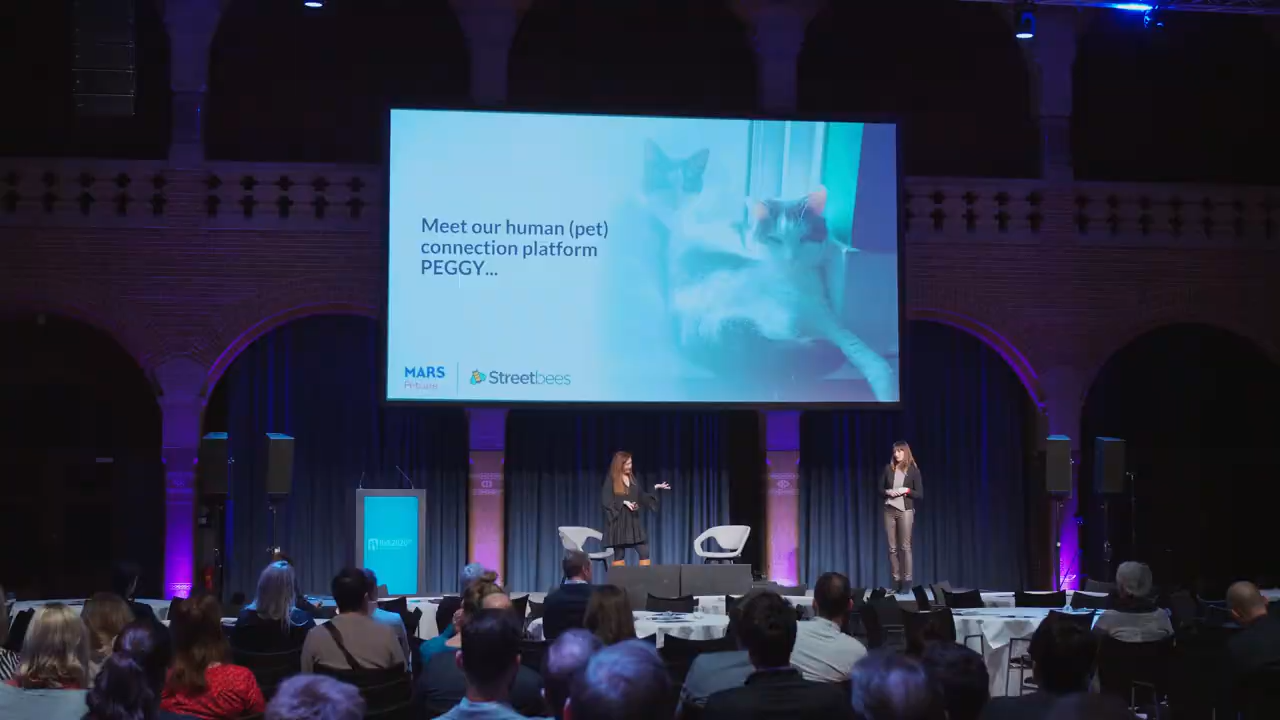 Meet our human (pet)
connection platform
PEGGY...
MARS
Petcare
Streetbees